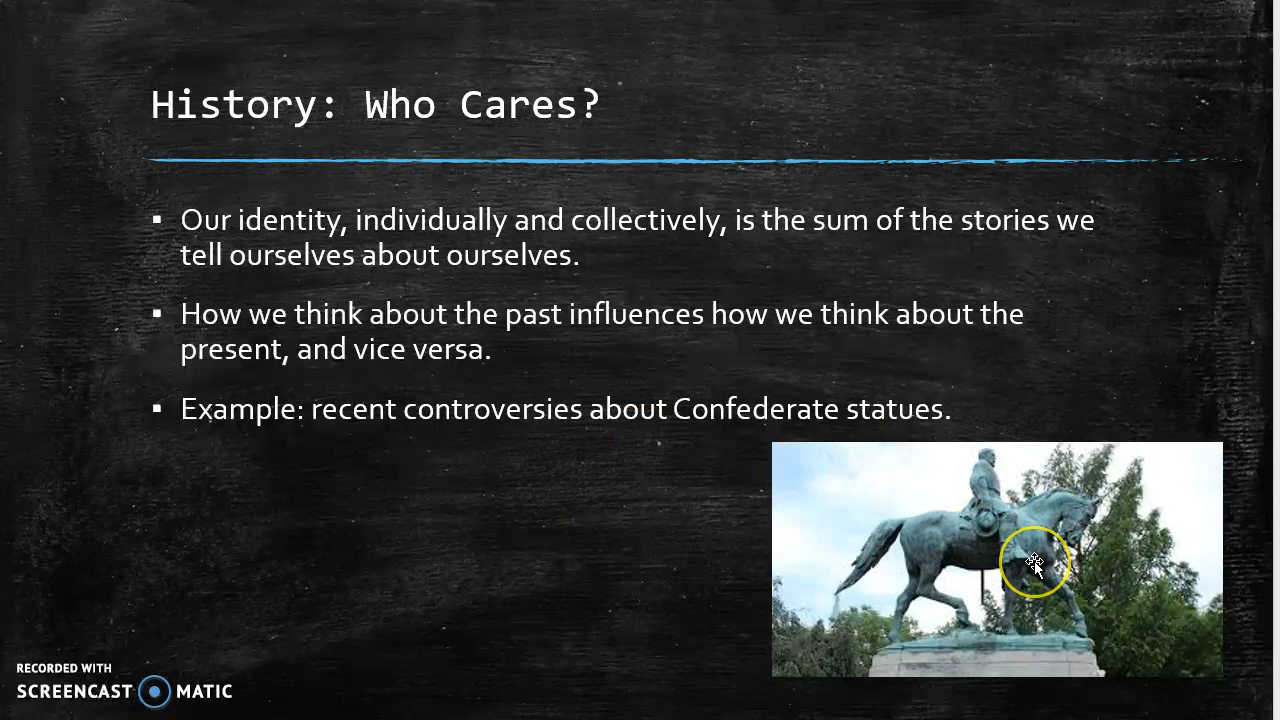 History: Who Cares?
▪ Our identity, individually and collectively, is the sum of the stories we
tell ourselves about ourselves.
▪ How we think about the past influences how we think about the
present, and vice versa.
▪ Example: recent controversies about Confederate statues.
RECORDED WITH
SCREENCAST MATIC